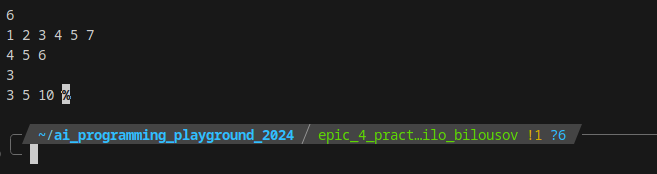 6
1 2 3 4 5 7
4 5 6
3
3 5 10 %
~/ai_programming_playground_2024 / epic_4_pract…ilo_bilousov !1 ?6